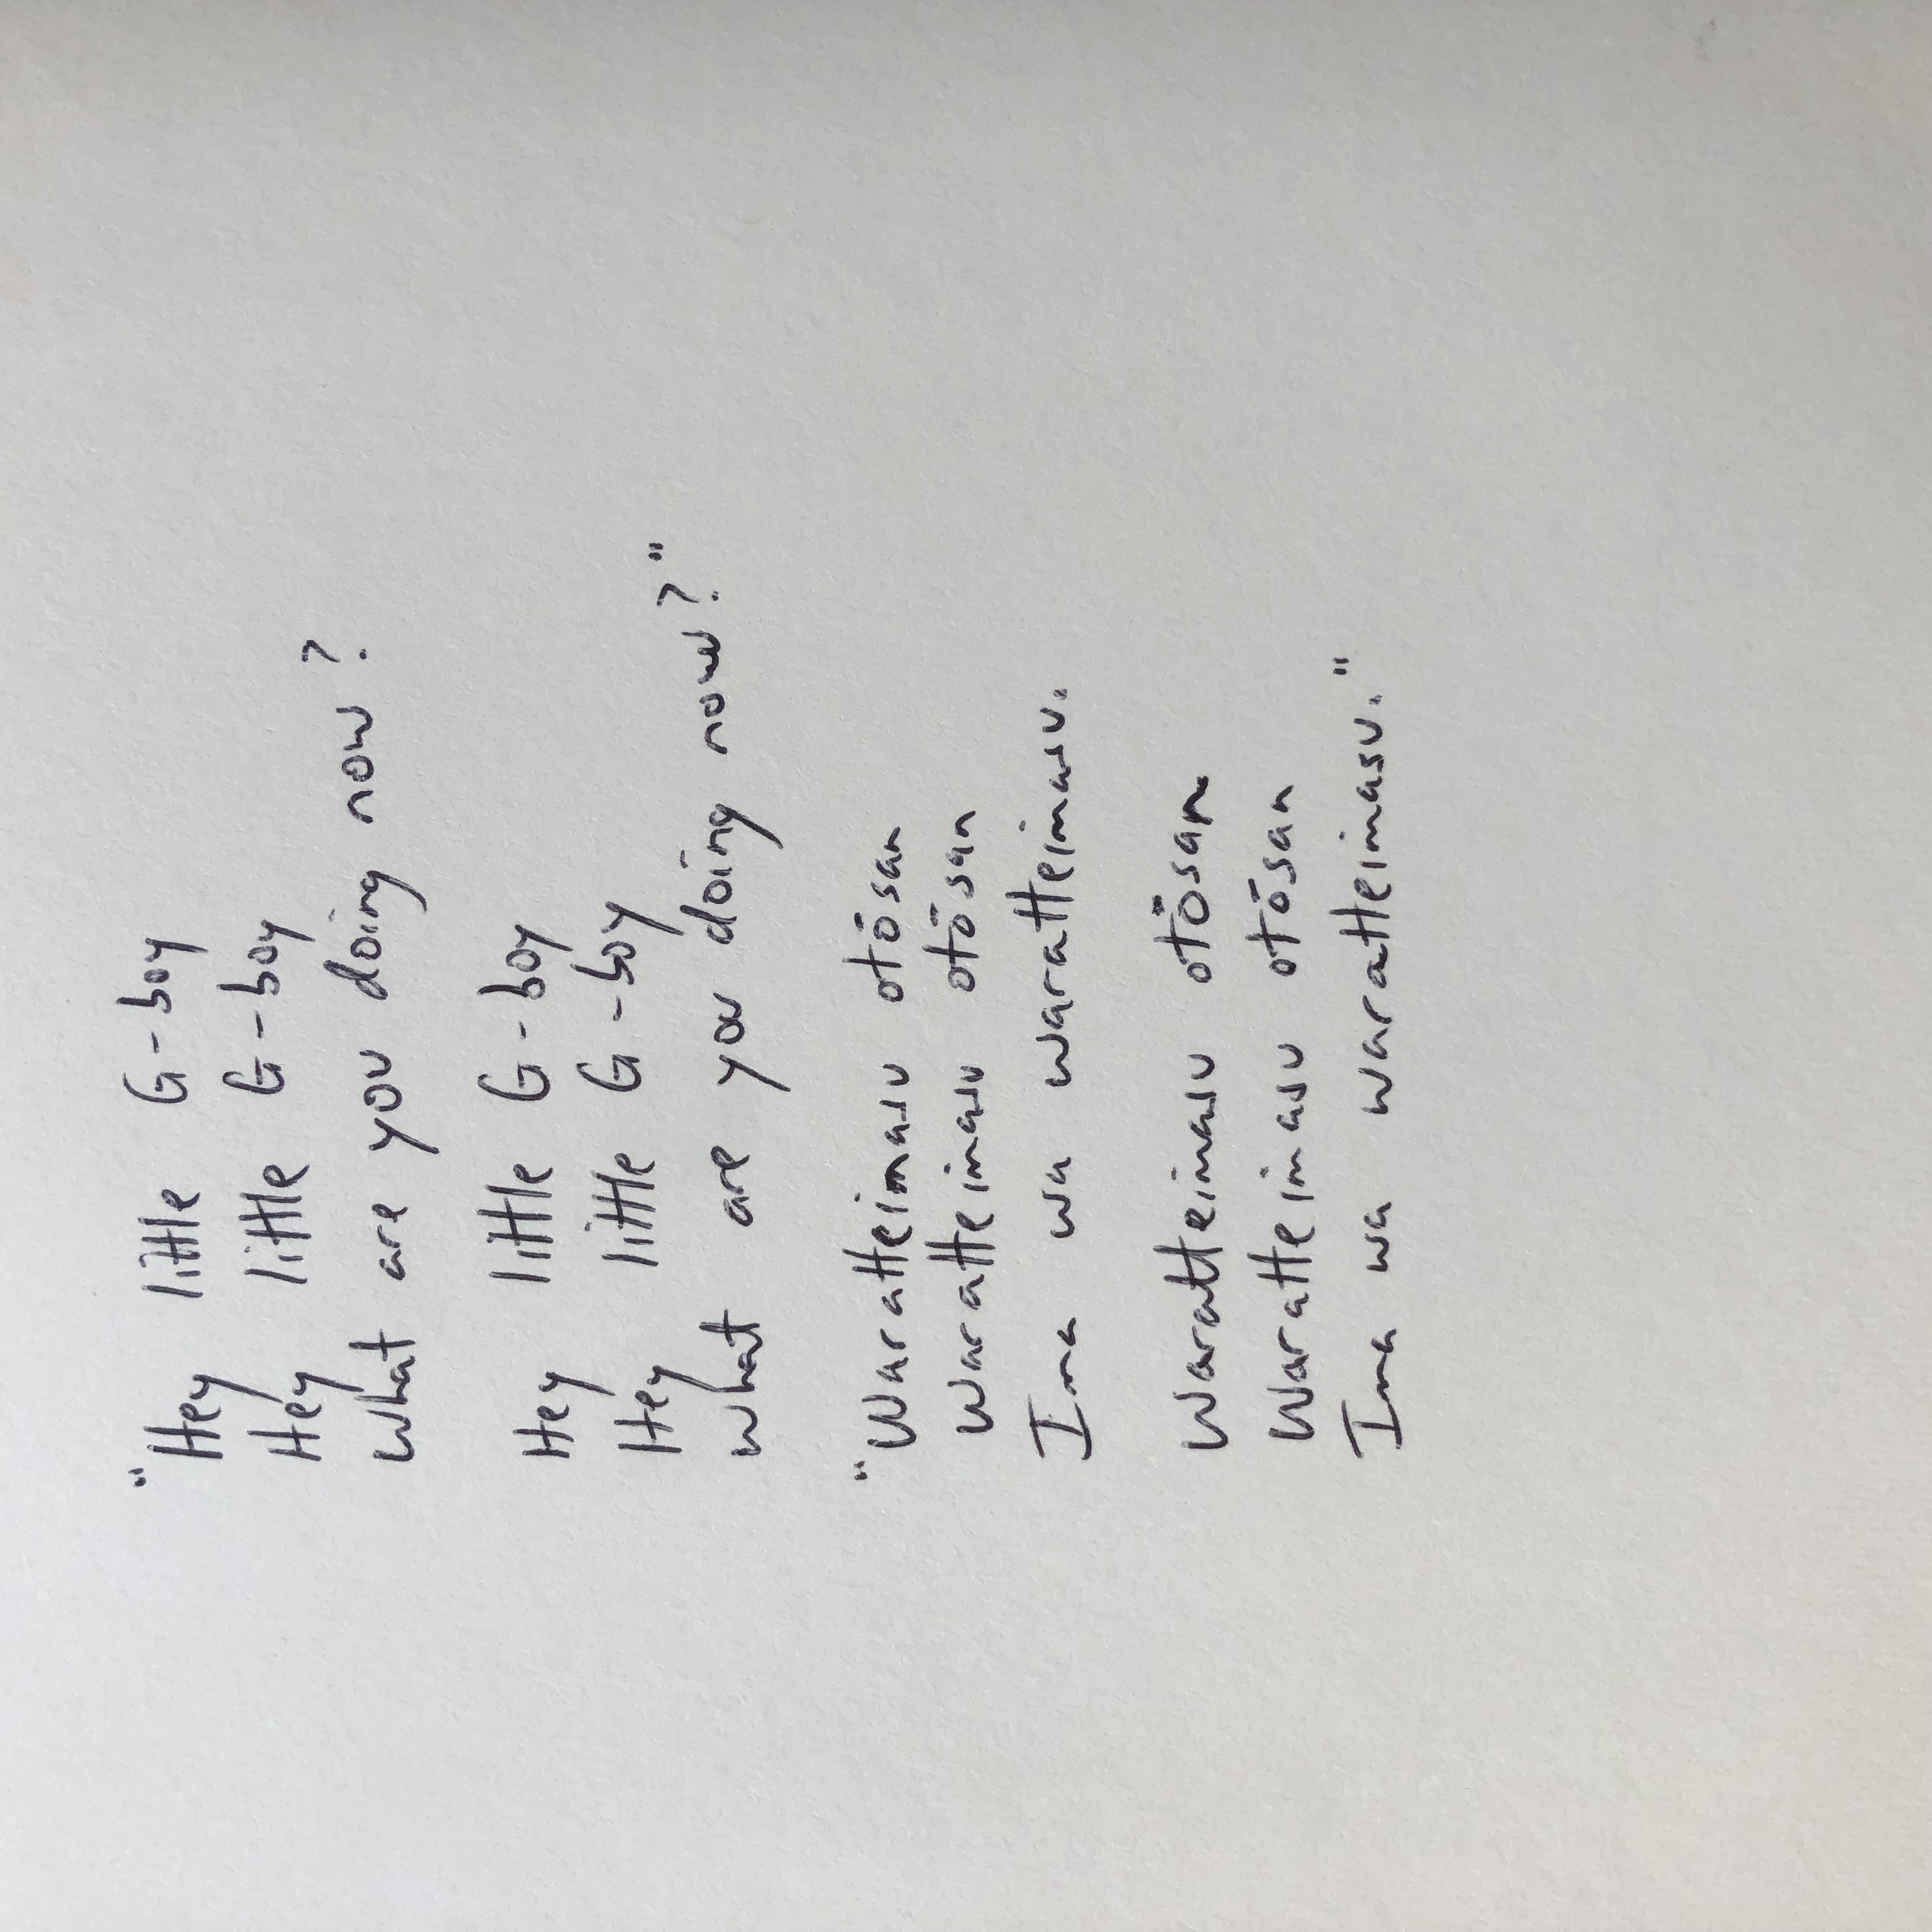 "Hey little G-boy
Hey little G-boy
What are you doing now?
Hey little G-boy
Hey little G-boy
What are you doing now?"
"Waratteimasu otōsan
Waratteimasu otōsan
Ima wa waratteimasu.
Waratteimasu otōsan
Waratteimasu otōsan
Ima wa waratteimasu."